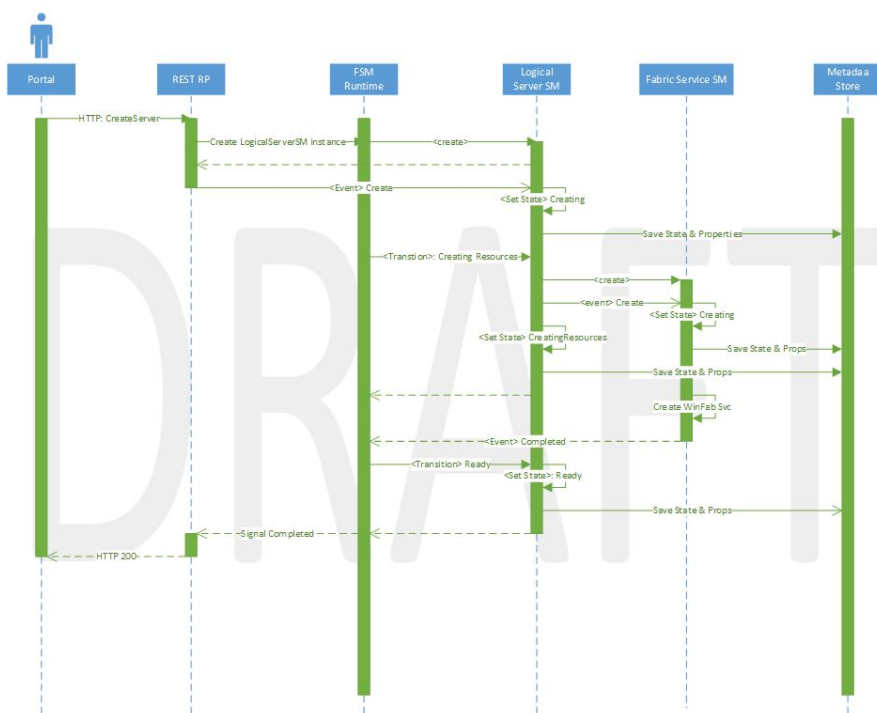 Portal
REST RP
FSM
Runtime
Logical
Server SM
Fabric Service SM
Metadaa
Store
HTTP: CreateServer
Create LogicalServerSM instance
<create>
<Event> Create
<Set State> Creating
Save State & Properties
<Transtion>: Creating Resources
<create>
<event> Create
<Set State> Creating
<Set State> CreatingResources
Save State & Props
Save State & Props
Create WinFab Svc
<Event> Completed
<Transition> Ready
<Set State>: Ready
Save State & Props
Signal Completed
HTTP 200
DRAFT